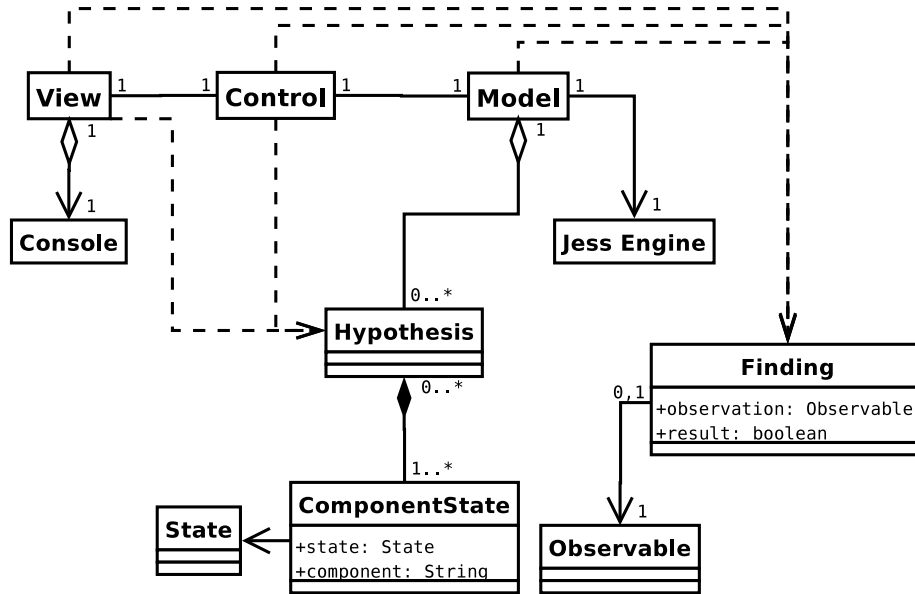 1 1 1 1 1
View Control Model
1 1
Console 1 Jess Engine 1
0..*
Hypothesis
0..*
Finding
0,1
+observation: Observable
+result: boolean
1..*
ComponentState
+state: State
+component: String
State
1
Observable